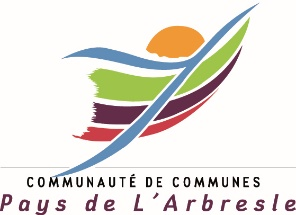 COMMUNAUTÉ DE COMMUNES
Pays de L'Arbresle